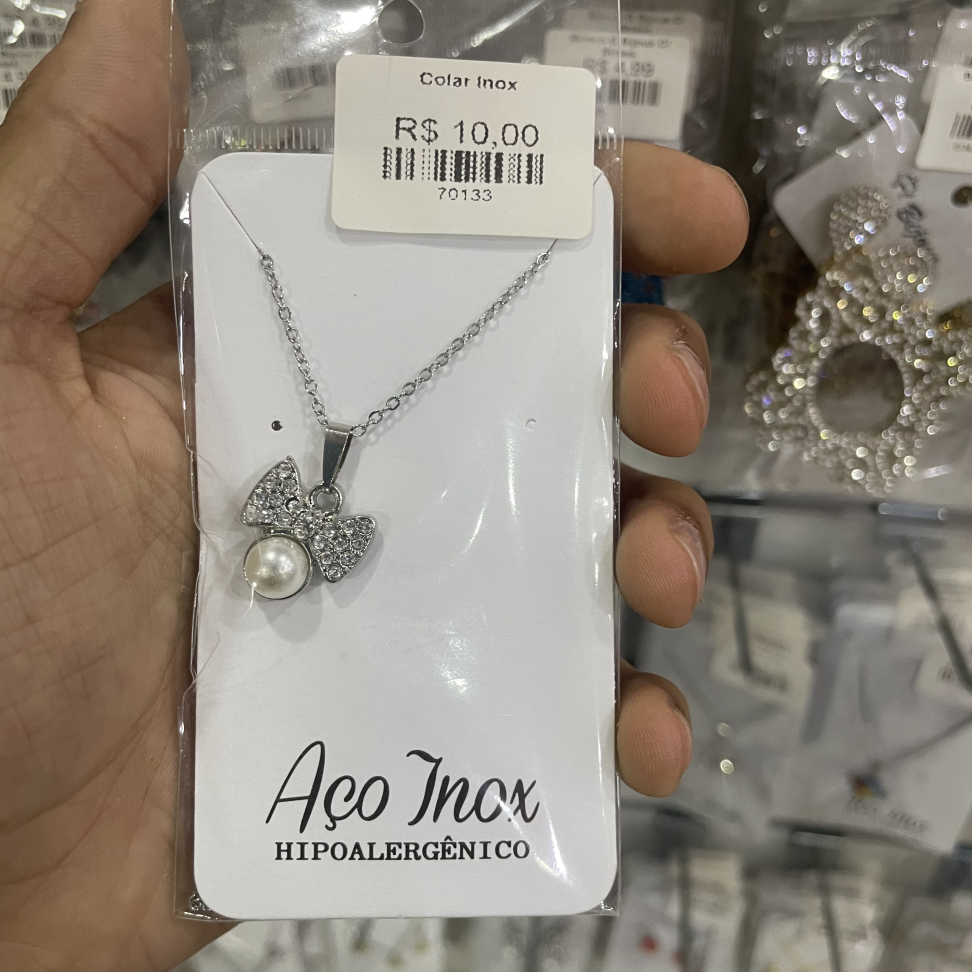 Colar Inox
R$ 10,00
70133
Aço Inox
HIPOALERGÊNICO